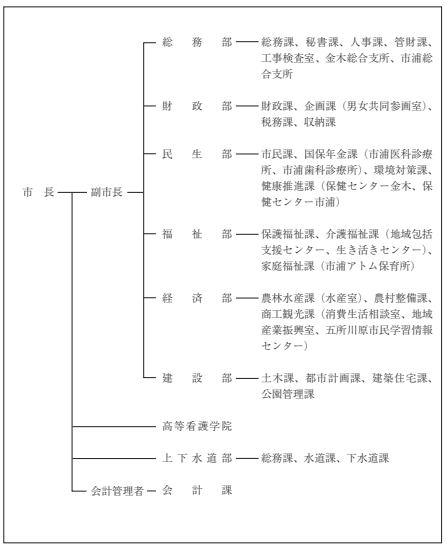 総務部 総務課、秘書課、人事課、管財課、
工事検査室、金木総合支所、市浦総
合支所
財政部 財政課、企画課（男女共同参画室）、
税務課、収納課
民生部 市民課、国保年金課（市浦医科診療
所、市浦歯科診療所）、環境対策課、
健康推進課（保健センター金木、保
健センター市浦）
市長 副市長
福祉部 保護福祉課、介護福祉課（地域包括
支援センター、生き活きセンター）、
家庭福祉課（市浦アトム保育所）
経済部 農林水産課（水産室）、農村整備課、
商工観光課（消費生活相談室、地域
産業振興室、五所川原市民学習情報
センター）
建設部 土木課、都市計画課、建築住宅課、
公園管理課
高等看護学院
上下水道部 総務課、水道課、下水道課
会計管理者 会計課